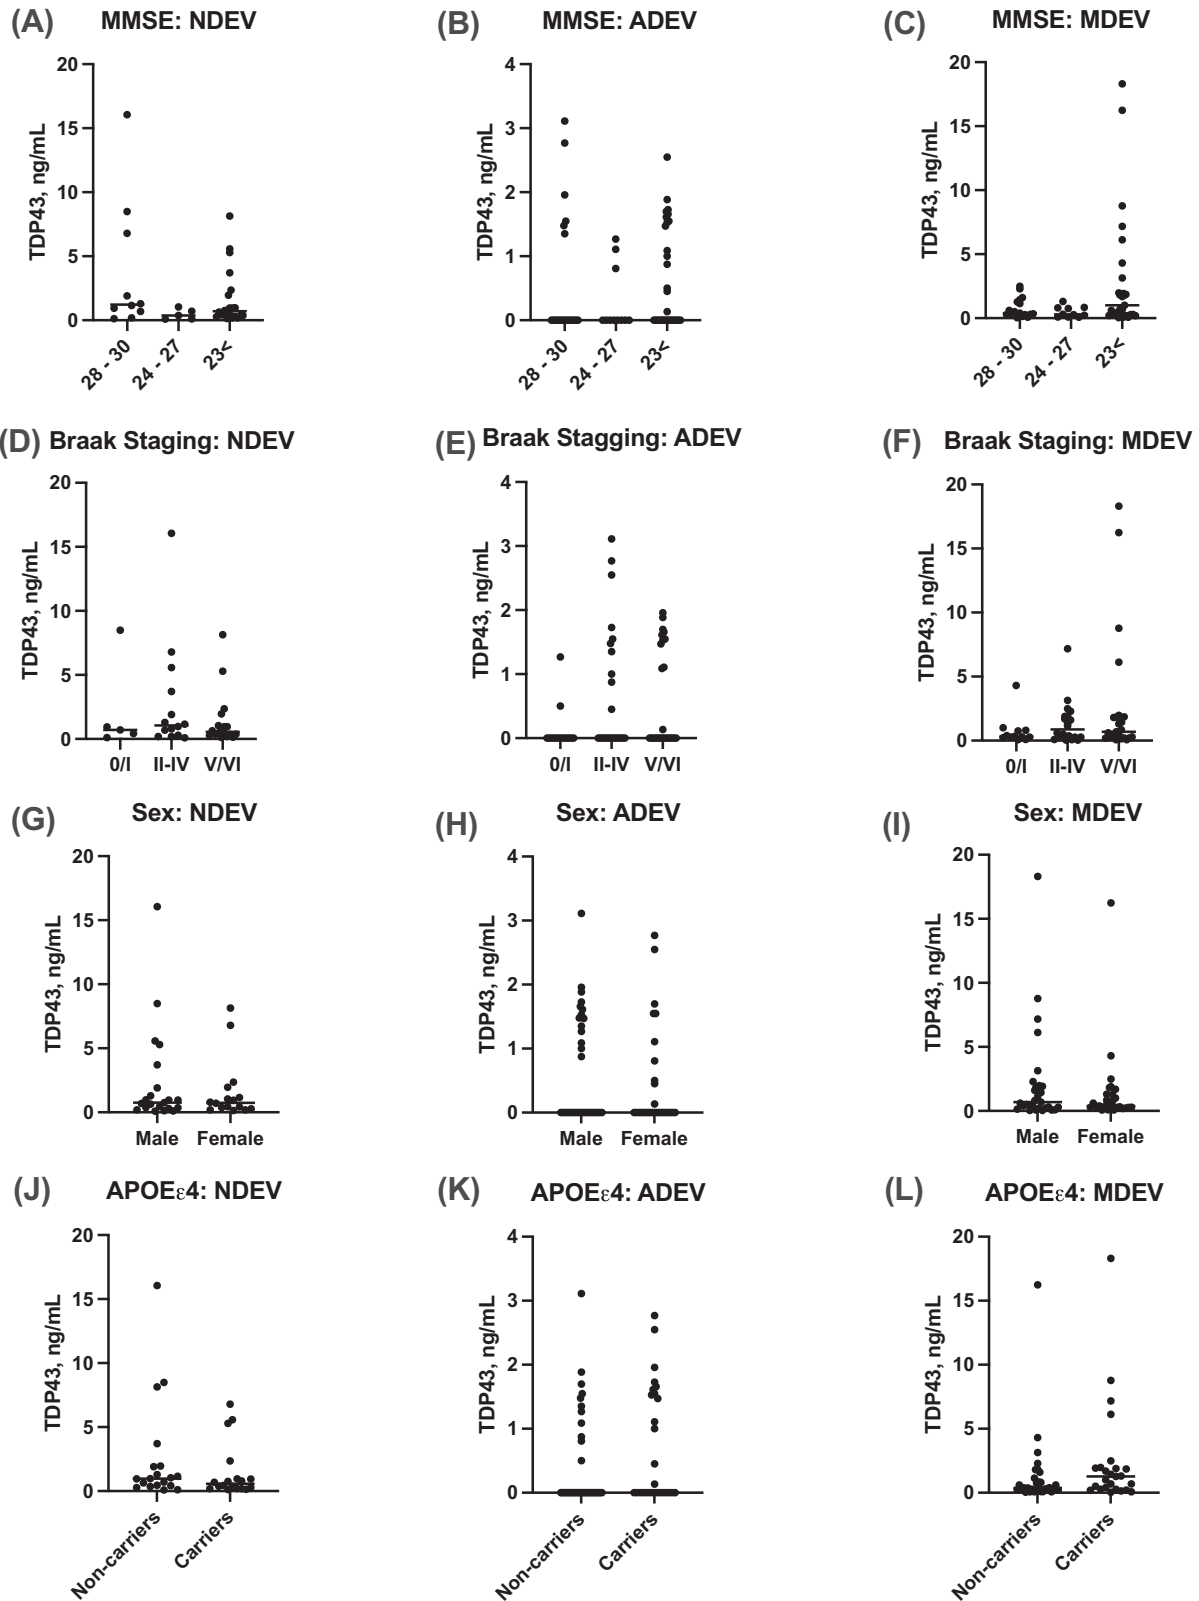 (A) MMSE: NDEV
TDP43, ng/mL
20
15
10
5
0
28 - 30
24 - 27
23<
(B) MMSE: ADEV
TDP43, ng/mL
4
3
2
1
0
28 - 30
24 - 27
23<
(C) MMSE: MDEV
TDP43, ng/mL
20
15
10
5
0
28 - 30
24 - 27
23<
(D) Braak Staging: NDEV
TDP43, ng/mL
20
15
10
5
0
0/I II-IV V/VI
(E) Braak Stagging: ADEV
TDP43, ng/mL
4
3
2
1
0
0/I II-IV V/VI
(F) Braak Staging: MDEV
TDP43, ng/mL
20
15
10
5
0
0/I II-IV V/VI
(G) Sex: NDEV
TDP43, ng/mL
20
15
10
5
0
Male Female
(H) Sex: ADEV
TDP43, ng/mL
4
3
2
1
0
Male Female
(I) Sex: MDEV
TDP43, ng/mL
20
15
10
5
0
Male Female
(J) APOEε4: NDEV
TDP43, ng/mL
20
15
10
5
0
Non-carriers
Carriers
(K) APOEε4: ADEV
TDP43, ng/mL
4
3
2
1
0
Non-carriers
Carriers
(L) APOEε4: MDEV
TDP43, ng/mL
20
15
10
5
0
Non-carriers
Carriers